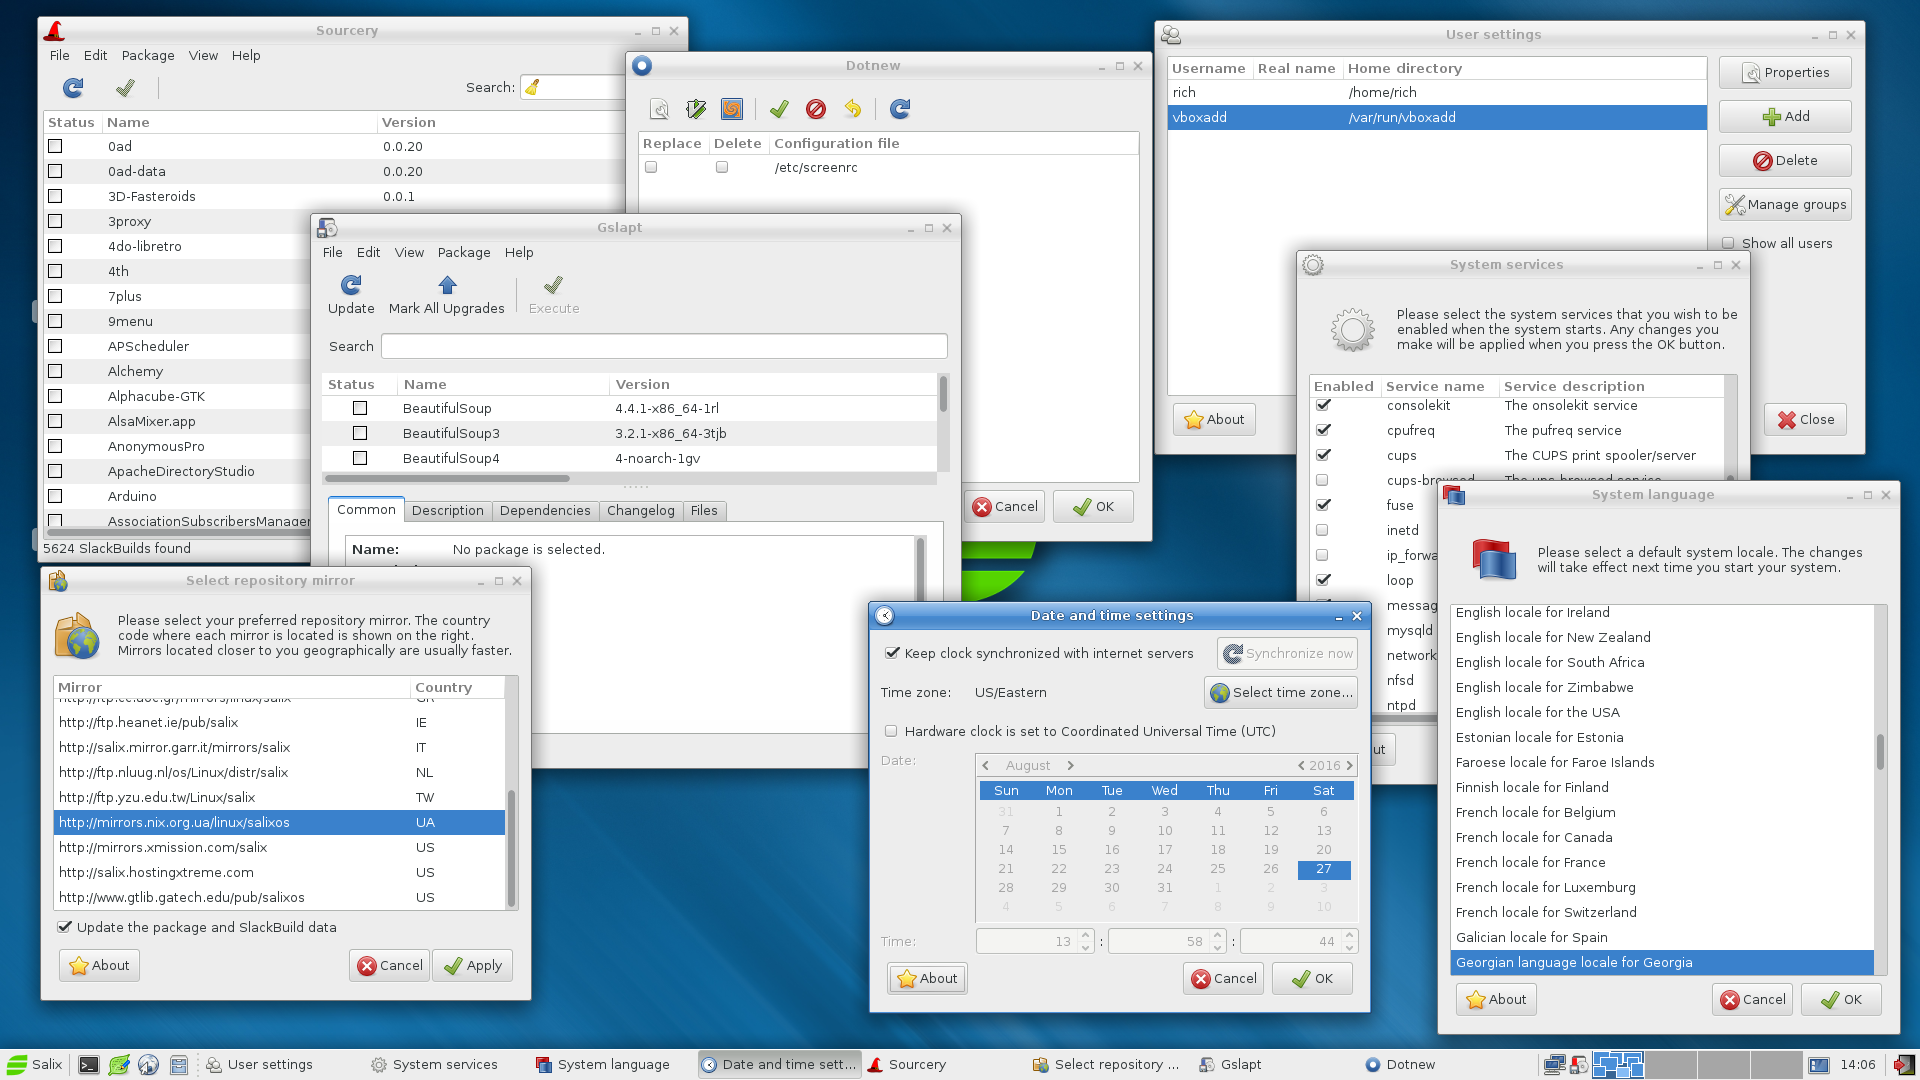 Sourcery
File Edit Package View Help
Search:
Status Name Version
0ad 0.0.20
0ad-data 0.0.20
3D-Fasteroids 0.0.1
3proxy
4do-libretro
4th
7plus
9menu
APScheduler
Alchemy
Alphacube-GTK
AlsaMixer.app
AnonymousPro
ApacheDirectoryStudio
Arduino
AssociationSubscribersManager
5624 SlackBuilds found
Dotnew
Replace Delete Configuration file
/etc/screenrc
Cancel OK
Gslapt
File Edit View Package Help
Update Mark All Upgrades Execute
Search
Status Name Version
BeautifulSoup 4.4.1-x86_64-1rl
BeautifulSoup3 3.2.1-x86_64-3tjb
BeautifulSoup4 4-noarch-1gv
Common Description Dependencies Changelog Files
Name: No package is selected.
User settings
Username Real name Home directory
rich /home/rich
vboxadd /var/run/vboxadd
Properties
Add
Delete
Manage groups
Show all users
About
Close
System services
Please select the system services that you wish to be
enabled when the system starts. Any changes you
make will be applied when you press the OK button.
Enabled Service name Service description
consolekit The onsolekit service
cpufreq The pufreq service
cups The CUPS print spooler/server
cups-browsed The ups-browsed service
fuse
inetd
ip_forwa
loop
messag
mysqld
network
nfsd
ntpd
ut
System language
Please select a default system locale. The changes
will take effect next time you start your system.
English locale for Ireland
English locale for New Zealand
English locale for South Africa
English locale for Zimbabwe
English locale for the USA
Estonian locale for Estonia
Faroese locale for Faroe Islands
Finnish locale for Finland
French locale for Belgium
French locale for Canada
French locale for France
French locale for Luxemburg
French locale for Switzerland
Galician locale for Spain
Georgian language locale for Georgia
About Cancel OK
Select repository mirror
Please select your preferred repository mirror. The country
code where each mirror is located is shown on the right.
Mirrors located closer to you geographically are usually faster.
Mirror Country
http://ftp.cc.uoc.gr/mirrors/linux/salix GR
http://ftp.heanet.ie/pub/salix IE
http://salix.mirror.garr.it/mirrors/salix IT
http://ftp.nluug.nl/os/Linux/distr/salix NL
http://ftp.yzu.edu.tw/Linux/salix TW
http://mirrors.nix.org.ua/linux/salixos UA
http://mirrors.xmission.com/salix US
http://salix.hostingxtreme.com US
http://www.gtlib.gatech.edu/pub/salixos US
Update the package and SlackBuild data
About Cancel Apply
Date and time settings
Keep clock synchronized with internet servers Synchronize now
Time zone: US/Eastern Select time zone...
Hardware clock is set to Coordinated Universal Time (UTC)
Date:
August 2016
Sun Mon Tue Wed Thu Fri Sat
31 1 2 3 4 5 6
7 8 9 10 11 12 13
14 15 16 17 18 19 20
21 22 23 24 25 26 27
28 29 30 31 1 2 3
4 5 6 7 8 9 10
Time: 13 : 58 : 44
About Cancel OK
Salix User settings System services System language Date and time sett... Sourcery Select repository ... Gslapt Dotnew 14:06